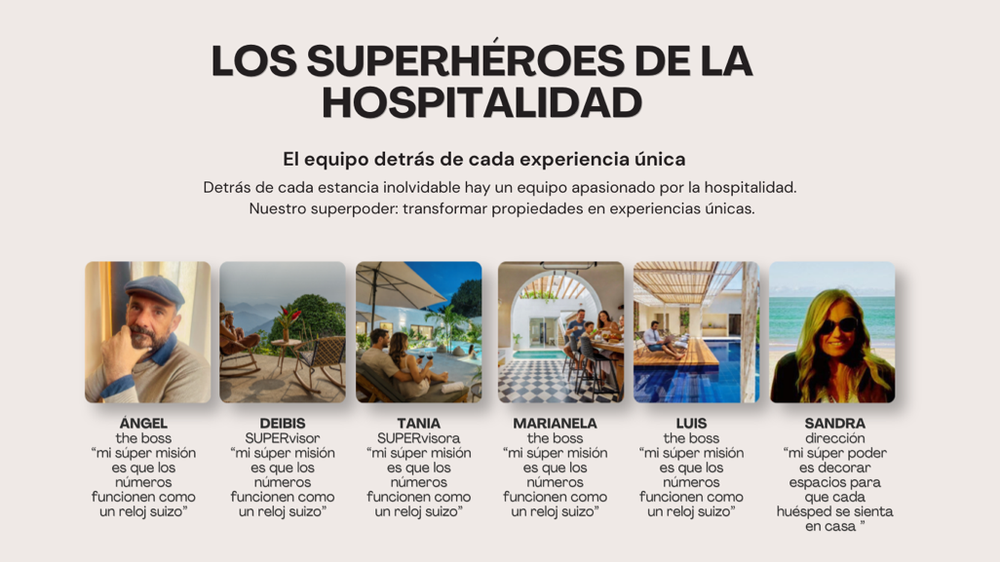 LOS SUPERHÉROES DE LA
HOSPITALIDAD
El equipo detrás de cada experiencia única
Detrás de cada estancia inolvidable hay un equipo apasionado por la hospitalidad.
Nuestro superpoder: transformar propiedades en experiencias únicas.
ÁNGEL
the boss
“mi súper misión
es que los
números
funcionen como
un reloj suizo”
DEIBIS
SUPERvisor
“mi súper misión
es que los
números
funcionen como
un reloj suizo”
TANIA
SUPERvisora
“mi súper misión
es que los
números
funcionen como
un reloj suizo”
MARIANELA
the boss
“mi súper misión
es que los
números
funcionen como
un reloj suizo”
LUIS
the boss
“mi súper misión
es que los
números
funcionen como
un reloj suizo”
SANDRA
dirección
“mi súper poder
es decorar
espacios para
que cada
huésped se sienta
en casa ”